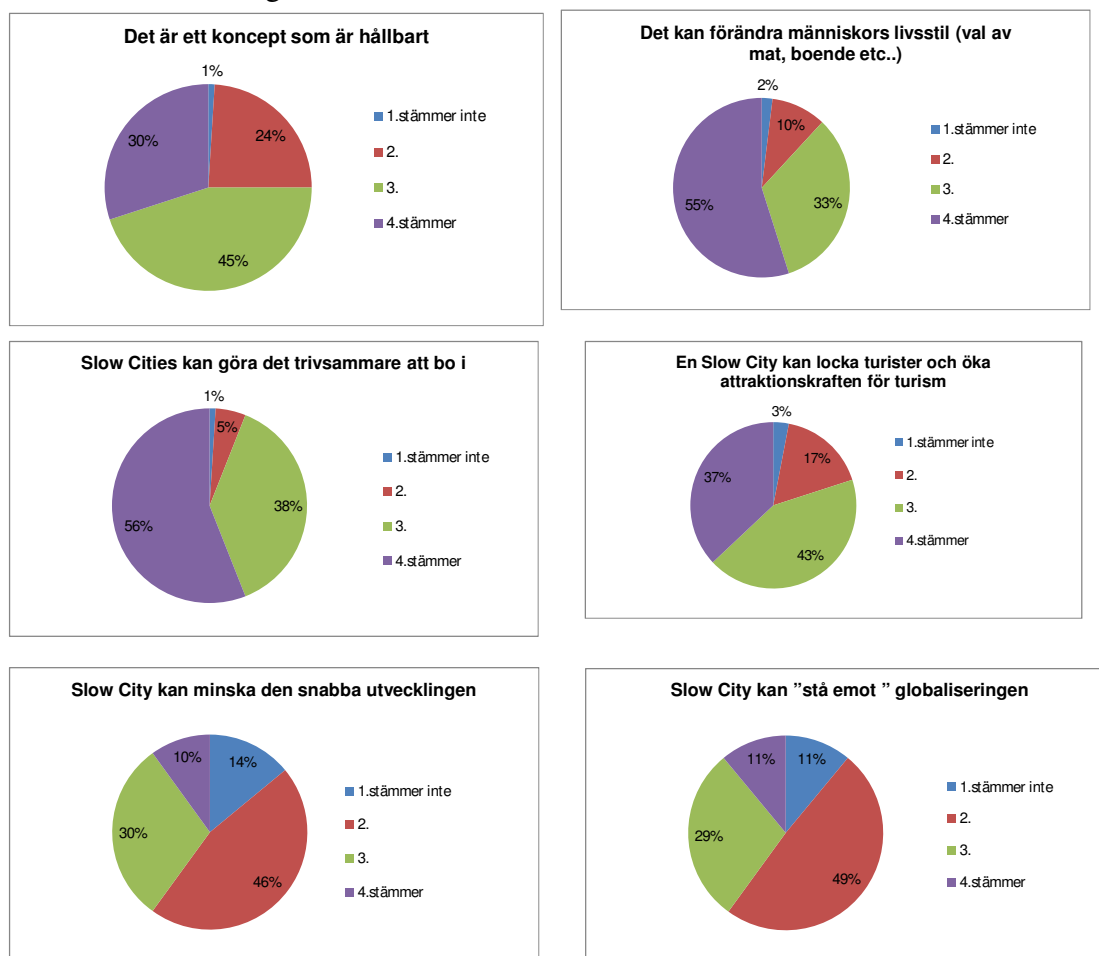 Det är ett koncept som är hållbart
1%
24%
45%
30%
1.stämmer inte
2.
3.
4.stämmer
Det kan förändra människors livsstil (val av
mat, boende etc..)
2%
10%
33%
55%
1.stämmer inte
2.
3.
4.stämmer
Slow Cities kan göra det trivsammare att bo i
1%
5%
38%
56%
1.stämmer inte
2.
3.
4.stämmer
En Slow City kan locka turister och öka
attraktionskraften för turism
3%
17%
43%
37%
1.stämmer inte
2.
3.
4.stämmer
Slow City kan minska den snabba utvecklingen
14%
46%
30%
10%
1.stämmer inte
2.
3.
4.stämmer
Slow City kan ”stå emot ” globaliseringen
11%
49%
29%
11%
1.stämmer inte
2.
3.
4.stämmer